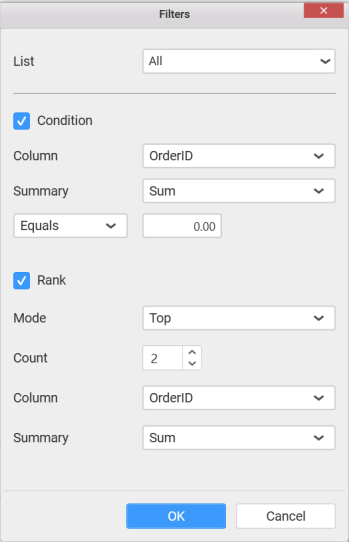 Filters
List All
Condition
Column OrderID
Summary Sum
Equals 0.00
Rank
Mode Top
Count 2
Column OrderID
Summary Sum
OK Cancel